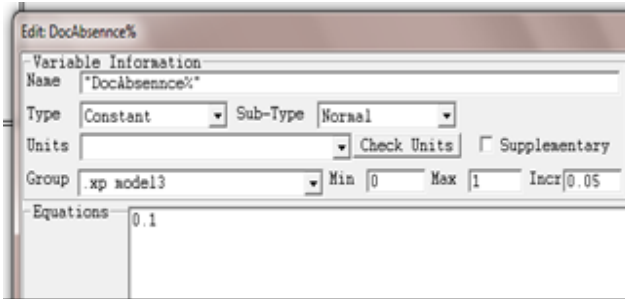 Edit: DocAbsennce%
Variable Information
Name "DocAbsennce%"
Type Constant Sub-Type Normal
Units Check Units Supplementary
Group .xp model3 Min 0 Max 1 Incr 0.05
Equations 0.1